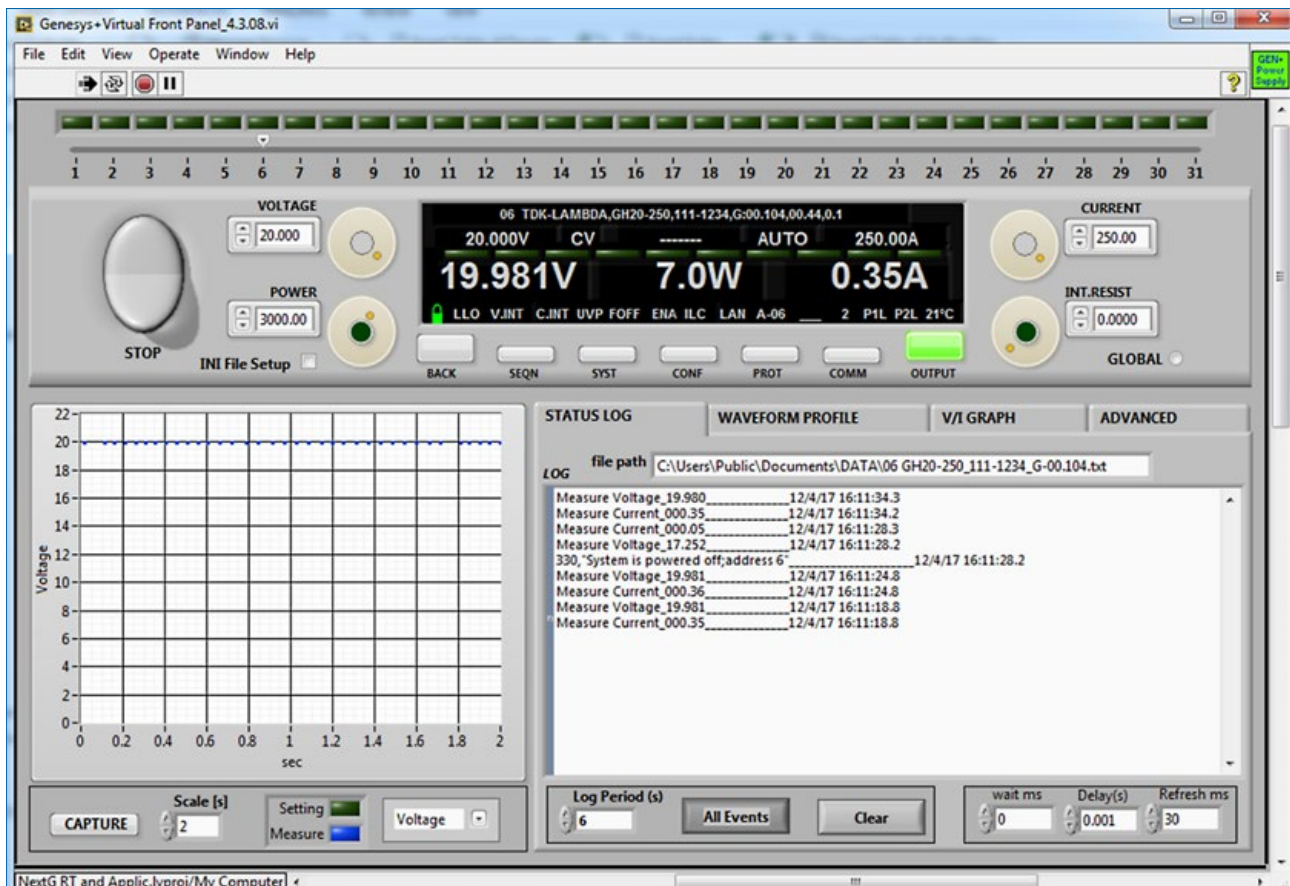 Genesys+Virtual Front Panel_4.3.08.vi
File Edit View Operate Window Help
GEN+
Power
Supply
1 2 3 4 5 6 7 8 9 10 11 12 13 14 15 16 17 18 19 20 21 22 23 24 25 26 27 28 29 30 31
VOLTAGE
20.000
POWER
3000.00
STOP
INI File Setup
06 TDK-LAMBDA,GH20-250,111-1234,G:00.104,00.44,0.1
20.000V CV ------- AUTO 250.00A
19.981V 7.0W 0.35A
LLO V.INT C.INT UVP FOFF ENA ILC LAN A-06 ___ 2 P1L P2L 21°C
BACK SEQN SYST CONF PROT COMM OUTPUT
CURRENT
250.00
INT.RESIST
0.0000
GLOBAL
22
20
18
16
14
12
10
8
6
4
2
0
Voltage
0 0.2 0.4 0.6 0.8 1 1.2 1.4 1.6 1.8 2
sec
CAPTURE
Scale [s]
2
Setting
Measure
Voltage
STATUS LOG WAVEFORM PROFILE V/I GRAPH ADVANCED
LOG file path C:\Users\Public\Documents\DATA\06 GH20-250_111-1234_G-00.104.txt
Measure Voltage_19.980____________12/4/17 16:11:34.3
Measure Current_000.35____________12/4/17 16:11:34.2
Measure Current_000.05____________12/4/17 16:11:28.3
Measure Voltage_17.252____________12/4/17 16:11:28.2
330,"System is powered off;address 6"__________________12/4/17 16:11:28.2
Measure Voltage_19.981____________12/4/17 16:11:24.8
Measure Current_000.36____________12/4/17 16:11:24.8
Measure Voltage_19.981____________12/4/17 16:11:18.8
Measure Current_000.35____________12/4/17 16:11:18.8
Log Period (s)
6
All Events
Clear
wait ms
0
Delay(s)
0.001
Refresh ms
30
NextG RT and Applic.lvproj/My Computer